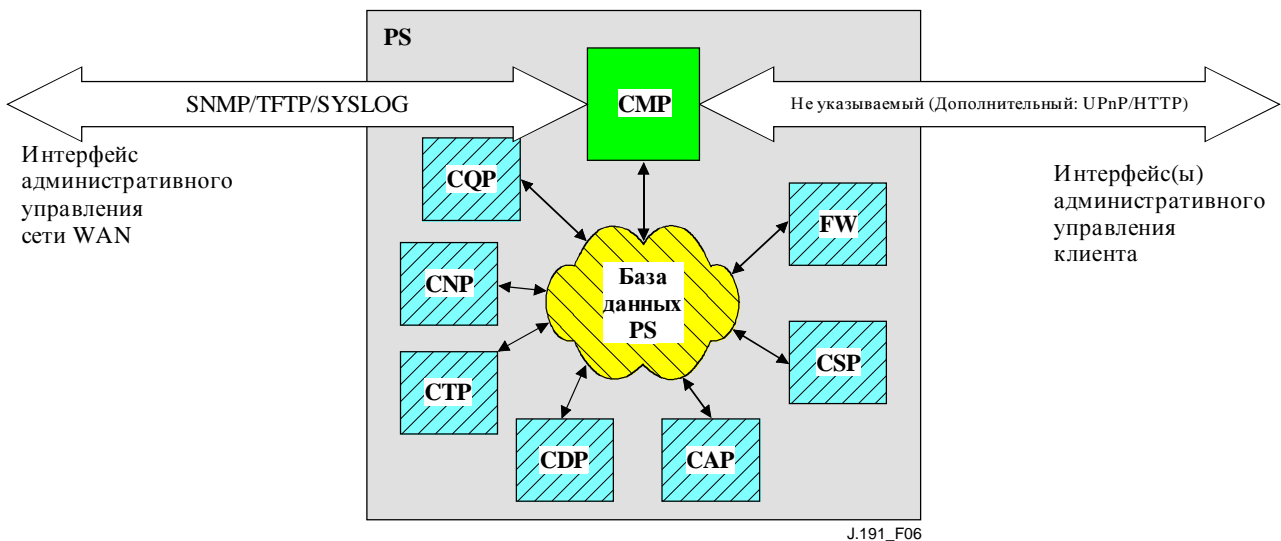 PS
SNMP/TFTP/SYSLOG
CMP
Не указываемый (Дополнительный: UPnP/HTTP)
Интерфейс
административного
управления
сети WAN
Интерфейс(ы)
административного
управления
клиента
CQP
FW
CNP
База
данных
PS
CTP
CSP
CDP
CAP
J.191_F06